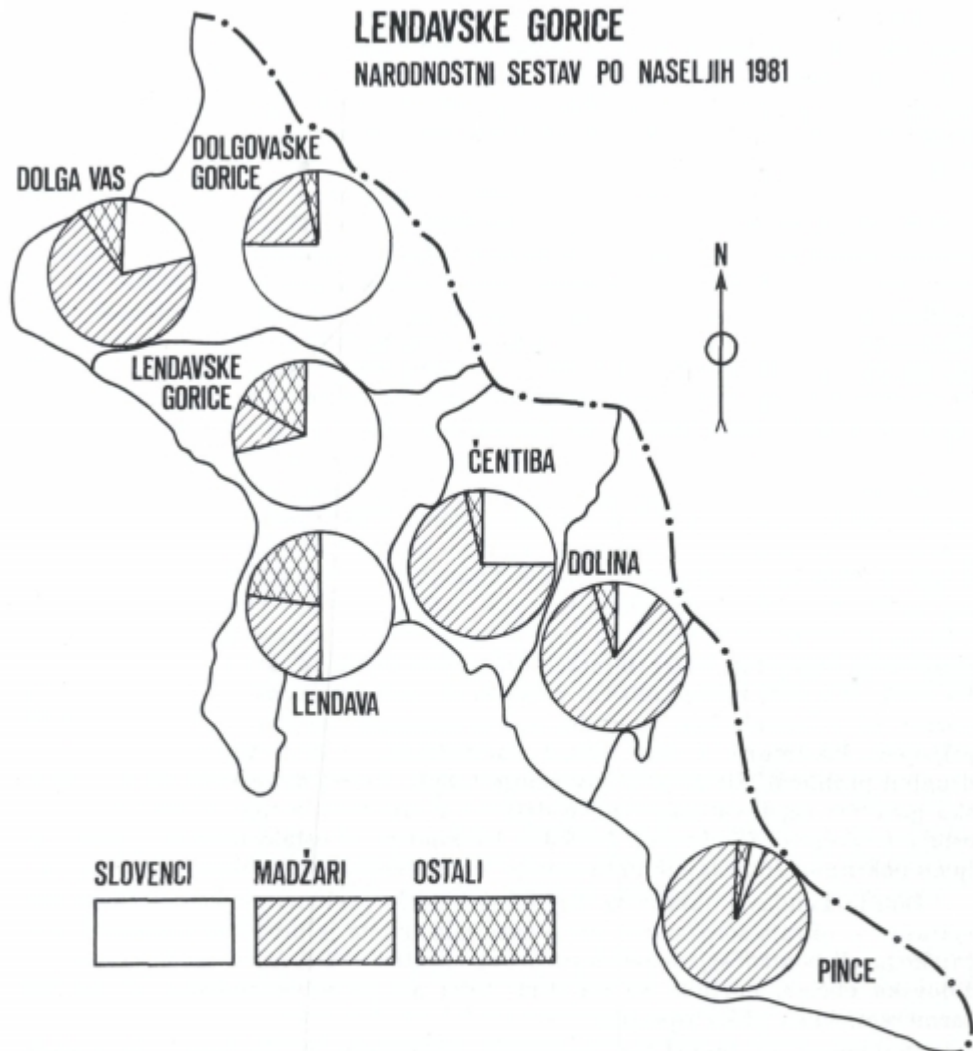 LENDAVSKE GORICE
NARODNOSTNI SESTAV PO NASELJIH 1981
DOLGOVAŠKE
GORICE
DOLGA VAS
N
LENDAVSKE
GORICE
ČENTIBA
DOLINA
LENDAVA
SLOVENCI
MADŽARI
OSTALI
PINCE